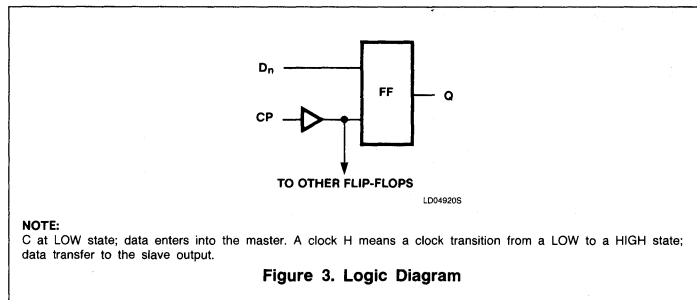 Dn
FF
Q
CP
TO OTHER FLIP-FLOPS
LD04920S
NOTE:
C at LOW state; data enters into the master. A clock H means a clock transition from a LOW to a HIGH state;
data transfer to the slave output.
Figure 3. Logic Diagram